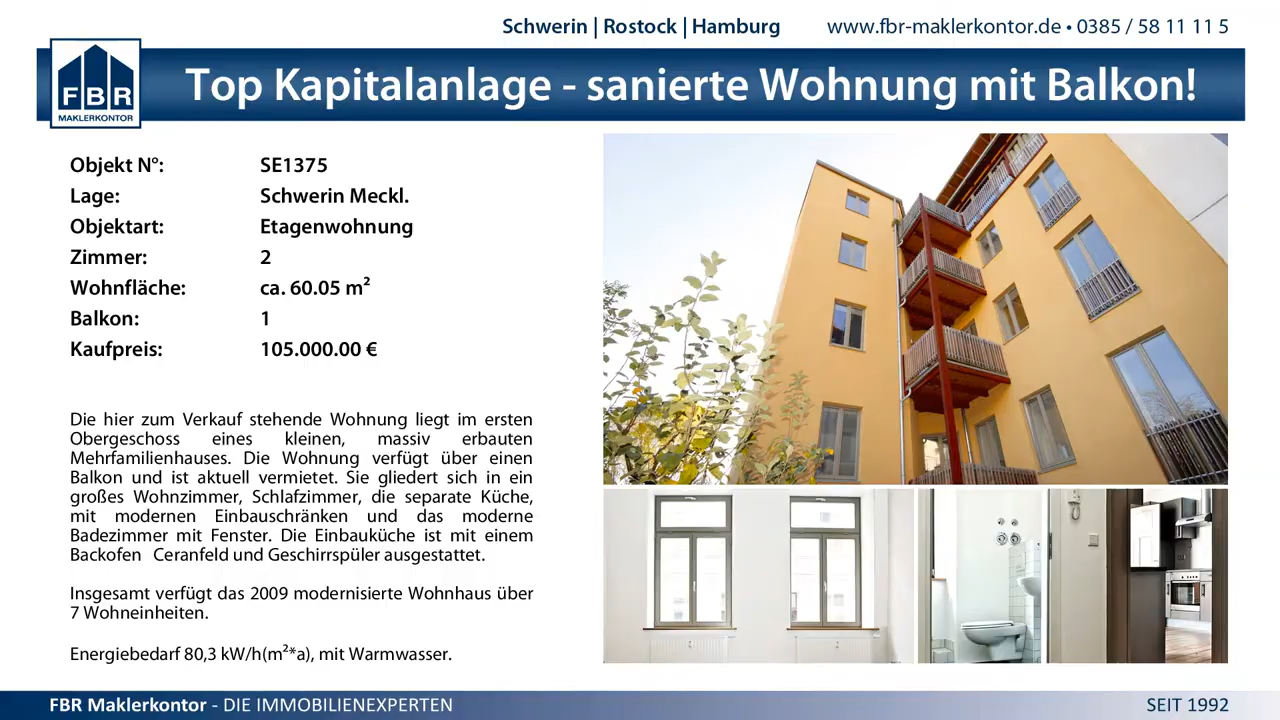 Schwerin | Rostock | Hamburg www.fbr-maklerkontor.de • 0385 / 58 11 11 5
FBR
MAKLERKONTOR
Top Kapitalanlage - sanierte Wohnung mit Balkon!
Objekt N°: SE1375
Lage: Schwerin Meckl.
Objektart: Etagenwohnung
Zimmer: 2
Wohnfläche: ca. 60.05 m²
Balkon: 1
Kaufpreis: 105.000.00 €
Die hier zum Verkauf stehende Wohnung liegt im ersten
Obergeschoss eines kleinen, massiv erbauten
Mehrfamilienhauses. Die Wohnung verfügt über einen
Balkon und ist aktuell vermietet. Sie gliedert sich in ein
großes Wohnzimmer, Schlafzimmer, die separate Küche,
mit modernen Einbauschränken und das moderne
Badezimmer mit Fenster. Die Einbauküche ist mit einem
Backofen Ceranfeld und Geschirrspüler ausgestattet.
Insgesamt verfügt das 2009 modernisierte Wohnhaus über
7 Wohneinheiten.
Energiebedarf 80,3 kW/h(m²*a), mit Warmwasser.
FBR Maklerkontor - DIE IMMOBILIENEXPERTEN SEIT 1992